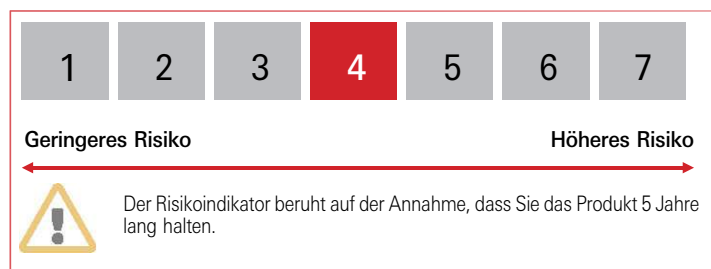 1 2 3 4 5 6 7
Geringeres Risiko Höheres Risiko
Der Risikoindikator beruht auf der Annahme, dass Sie das Produkt 5 Jahre
lang halten.